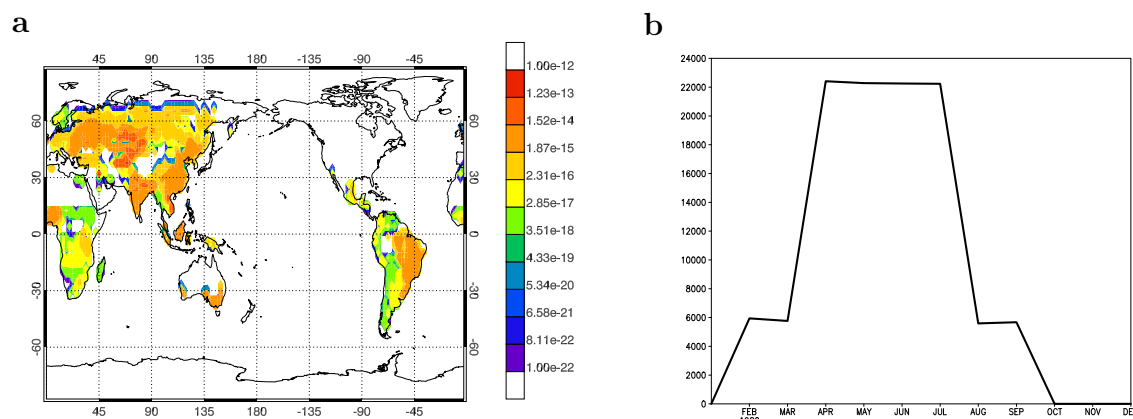 a
b
45 90 135 180 -135 -90 -45
60
30
0
-30
-60
60
30
0
-30
-60
45 90 135 180 -135 -90 -45
1.00e-12
1.23e-13
1.52e-14
1.87e-15
2.31e-16
2.85e-17
3.51e-18
4.33e-19
5.34e-20
6.58e-21
8.11e-22
1.00e-22
24000
22000
20000
18000
16000
14000
12000
10000
8000
6000
4000
2000
0
FEB MAR APR MAY JUN JUL AUG SEP OCT NOV DE